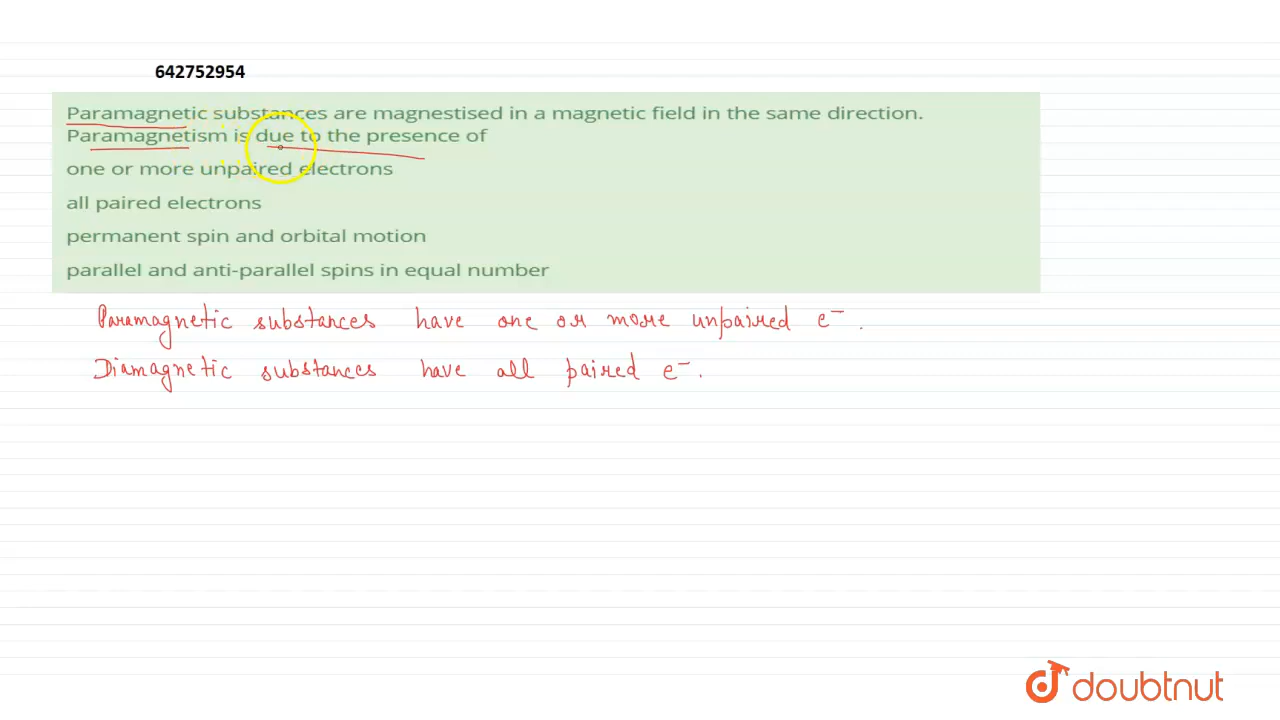 642752954
Paramagnetic substances are magnestised in a magnetic field in the same direction.
Paramagnetism is due to the presence of
one or more unpaired electrons
all paired electrons
permanent spin and orbital motion
parallel and anti-parallel spins in equal number
Paramagnetic substances have one or more unpaired e⁻.
Diamagnetic substances have all paired e⁻.
doubtnut